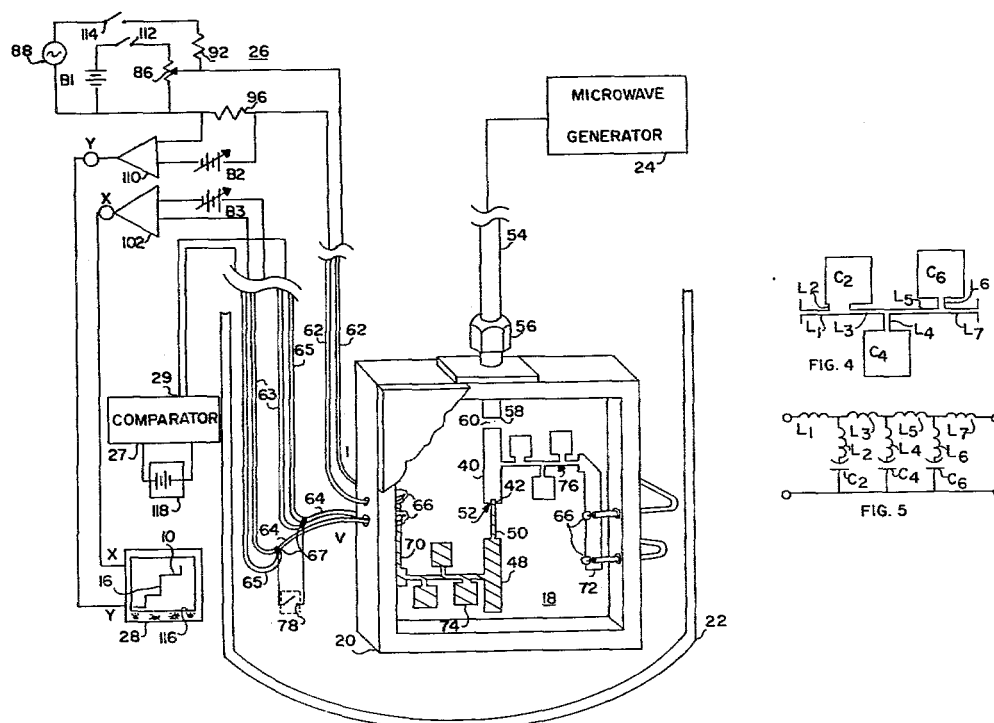 88
114
112
92
26
B1
86
96
MICROWAVE
GENERATOR
24
Y
110
B2
X
102
B3
54
62
62
65
63
56
29
COMPARATOR
27
118
I
58
60
40
42
52
50
48
76
66
66
70
64
64
V
67
65
78
74
18
72
20
22
X
10
16
Y
28
116
C2
C6
L2
L5
L6
L1
L3
L4
L7
C4
FIG. 4
L1
L3
L5
L7
L2
L4
L6
C2
C4
C6
FIG. 5